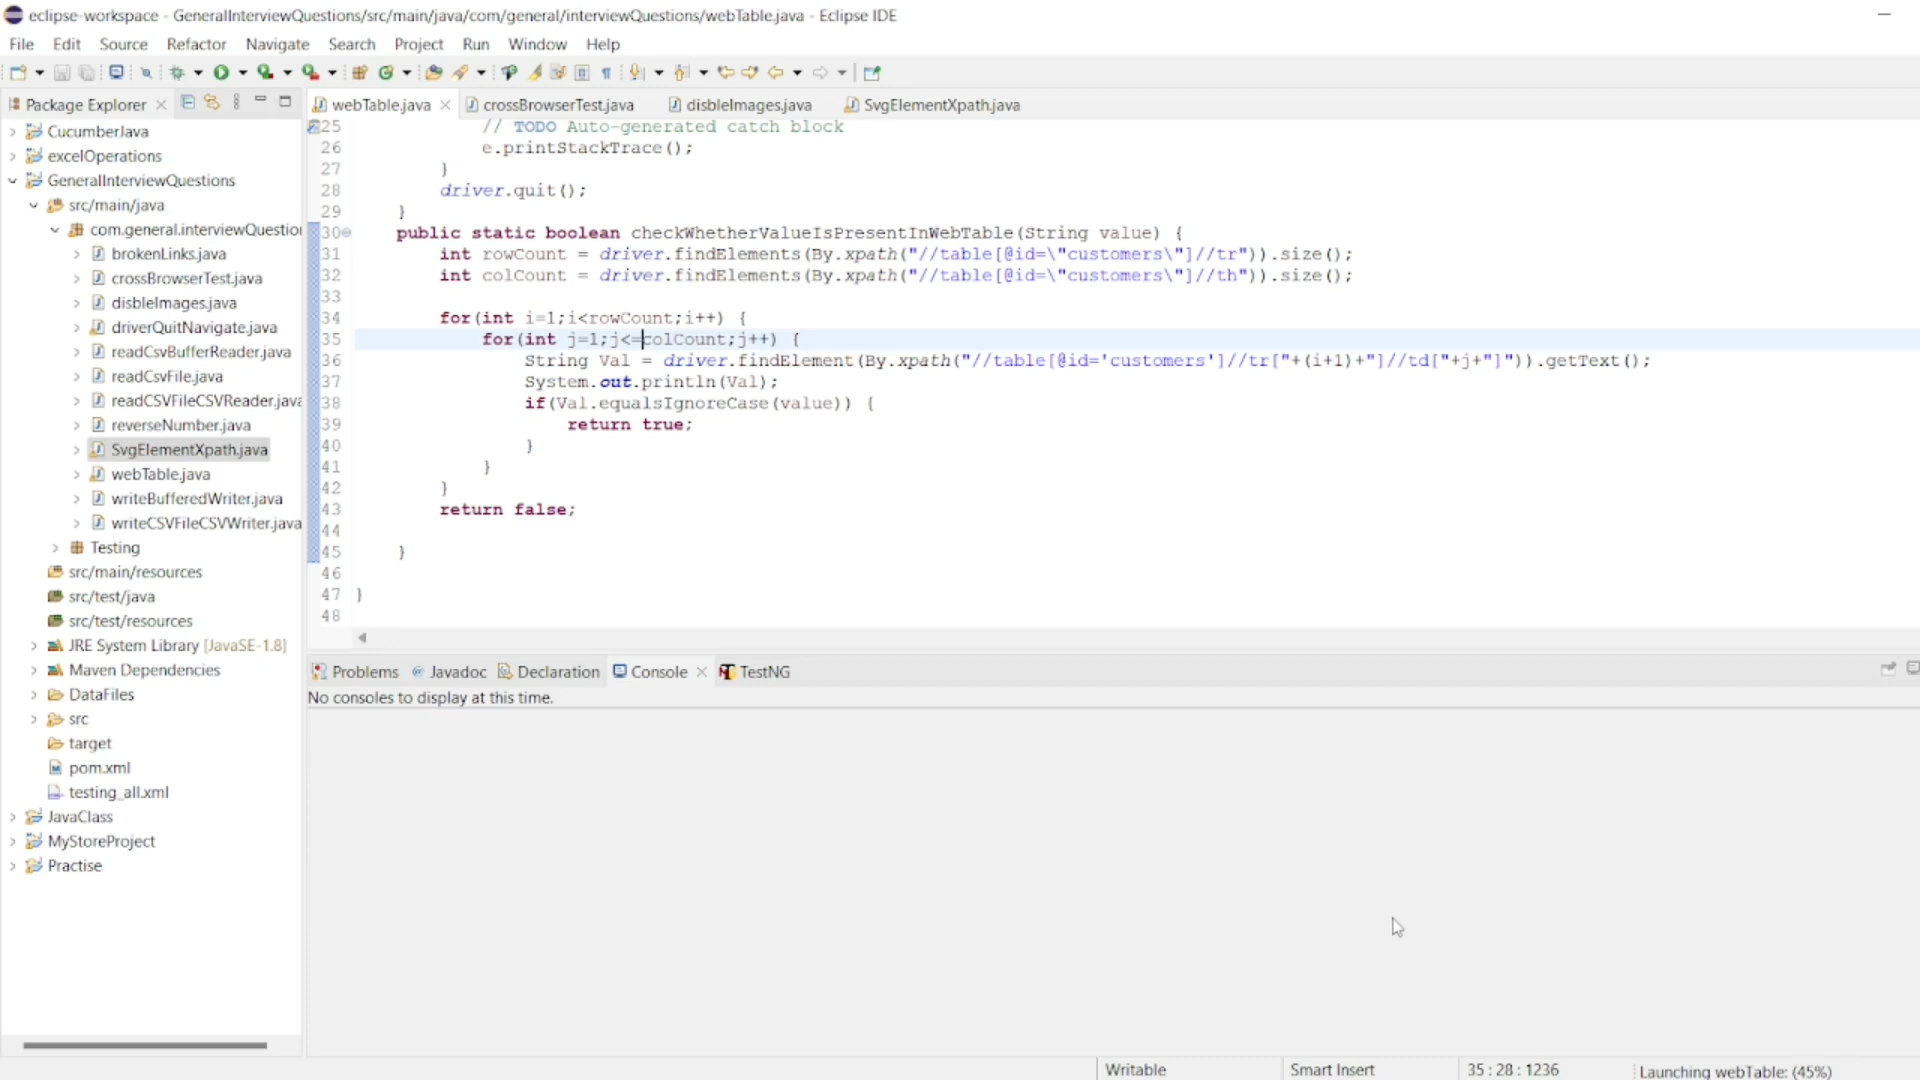 eclipse-workspace - GeneralInterviewQuestions/src/main/java/com/general/interviewQuestions/webTable.java - Eclipse IDE
File Edit Source Refactor Navigate Search Project Run Window Help
Package Explorer
webTable.java crossBrowserTest.java disbleImages.java SvgElementXpath.java
CucumberJava
excelOperations
GeneralInterviewQuestions
src/main/java
com.general.interviewQuestio
brokenLinks.java
crossBrowserTest.java
disbleImages.java
driverQuitNavigate.java
readCsvBufferReader.java
readCsvFile.java
readCSVFileCSVReader.java
reverseNumber.java
SvgElementXpath.java
webTable.java
writeBufferedWriter.java
writeCSVFileCSVWriter.java
Testing
src/main/resources
src/test/java
src/test/resources
JRE System Library [JavaSE-1.8]
Maven Dependencies
DataFiles
src
target
pom.xml
testing_all.xml
JavaClass
MyStoreProject
Practise
25 // TODO Auto-generated catch block
26 e.printStackTrace();
27 }
28 driver.quit();
29 }
30 public static boolean checkWhetherValueIsPresentInWebTable(String value) {
31 int rowCount = driver.findElements(By.xpath("//table[@id=\"customers\"]//tr")).size();
32 int colCount = driver.findElements(By.xpath("//table[@id=\"customers\"]//th")).size();
33
34 for(int i=1;i<rowCount;i++) {
35 for(int j=1;j<=colCount;j++) {
36 String Val = driver.findElement(By.xpath("//table[@id='customers']//tr["+(i+1)+"]//td["+j+"]")).getText();
37 System.out.println(Val);
38 if(Val.equalsIgnoreCase(value)) {
39 return true;
40 }
41 }
42 }
43 return false;
44
45 }
46
47 }
48
Problems Javadoc Declaration Console TestNG
No consoles to display at this time.
Writable Smart Insert 35 : 28 : 1236 Launching webTable: (45%)